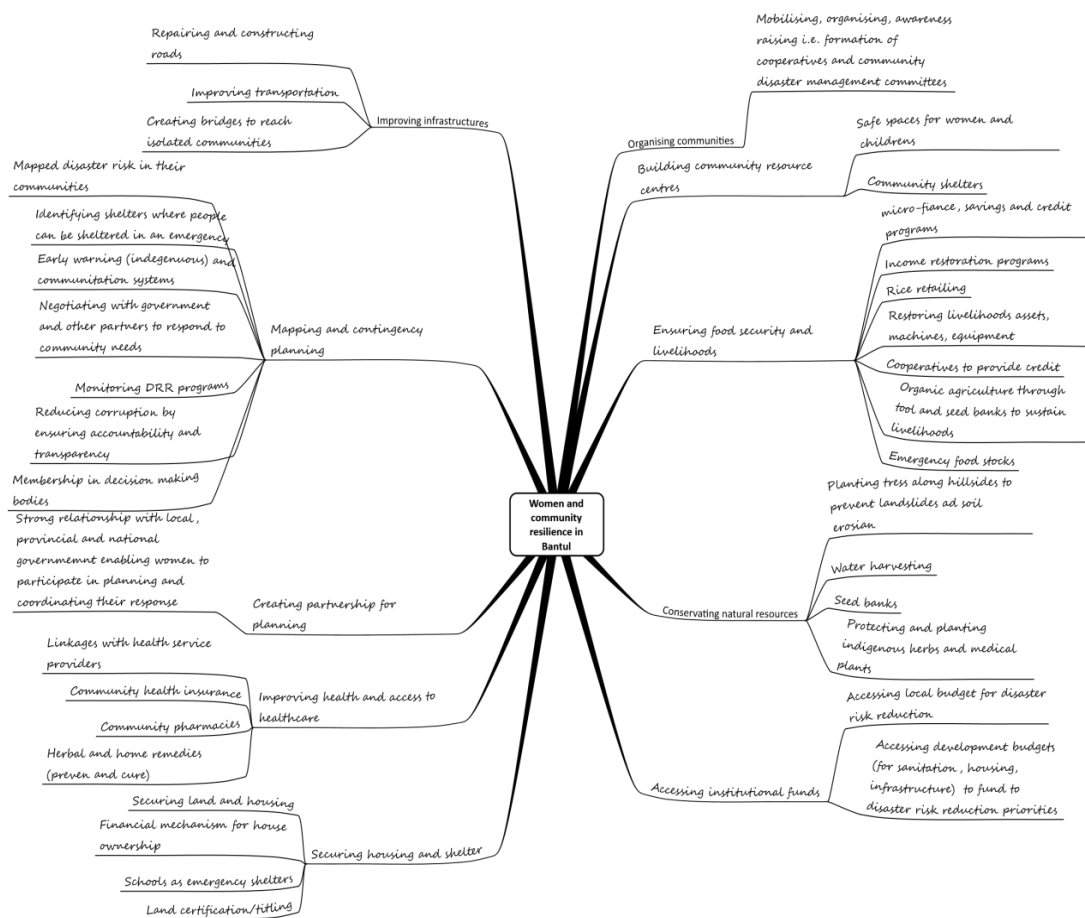 Women and
community
resilience in
Bantul
Organising communities
Mobilising, organising, awareness
raising i.e. formation of
cooperatives and community
disaster management committees
Building community resource
centres
Safe spaces for women and
childrens
Community shelters
Ensuring food security and
livelihoods
micro-fiance, savings and credit
programs
Income restoration programs
Rice retailing
Restoring livelihoods assets,
machines, equipment
Cooperatives to provide credit
Organic agriculture through
tool and seed banks to sustain
livelihoods
Emergency food stocks
Conservating natural resources
Planting tress along hillsides to
prevent landslides ad soil
erosian
Water harvesting
Seed banks
Protecting and planting
indigenous herbs and medical
plants
Accessing institutional funds
Accessing local budget for disaster
risk reduction
Accessing development budgets
(for sanitation, housing,
infrastructure) to fund to
disaster risk reduction priorities
Improving infrastructures
Repairing and constructing
roads
Improving transportation
Creating bridges to reach
isolated communities
Mapping and contingency
planning
Mapped disaster risk in their
communities
Identifying shelters where people
can be sheltered in an emergency
Early warning (indegenuous) and
communitation systems
Negotiating with government
and other partners to respond to
community needs
Monitoring DRR programs
Reducing corruption by
ensuring accountability and
transparency
Membership in decision making
bodies
Creating partnership for
planning
Strong relationship with local,
provincial and national
governmemnt enabling women to
participate in planning and
coordinating their response
Improving health and access to
healthcare
Linkages with health service
providers
Community health insurance
Community pharmacies
Herbal and home remedies
(preven and cure)
Securing housing and shelter
Securing land and housing
Financial mechanism for house
ownership
Schools as emergency shelters
Land certification/titling